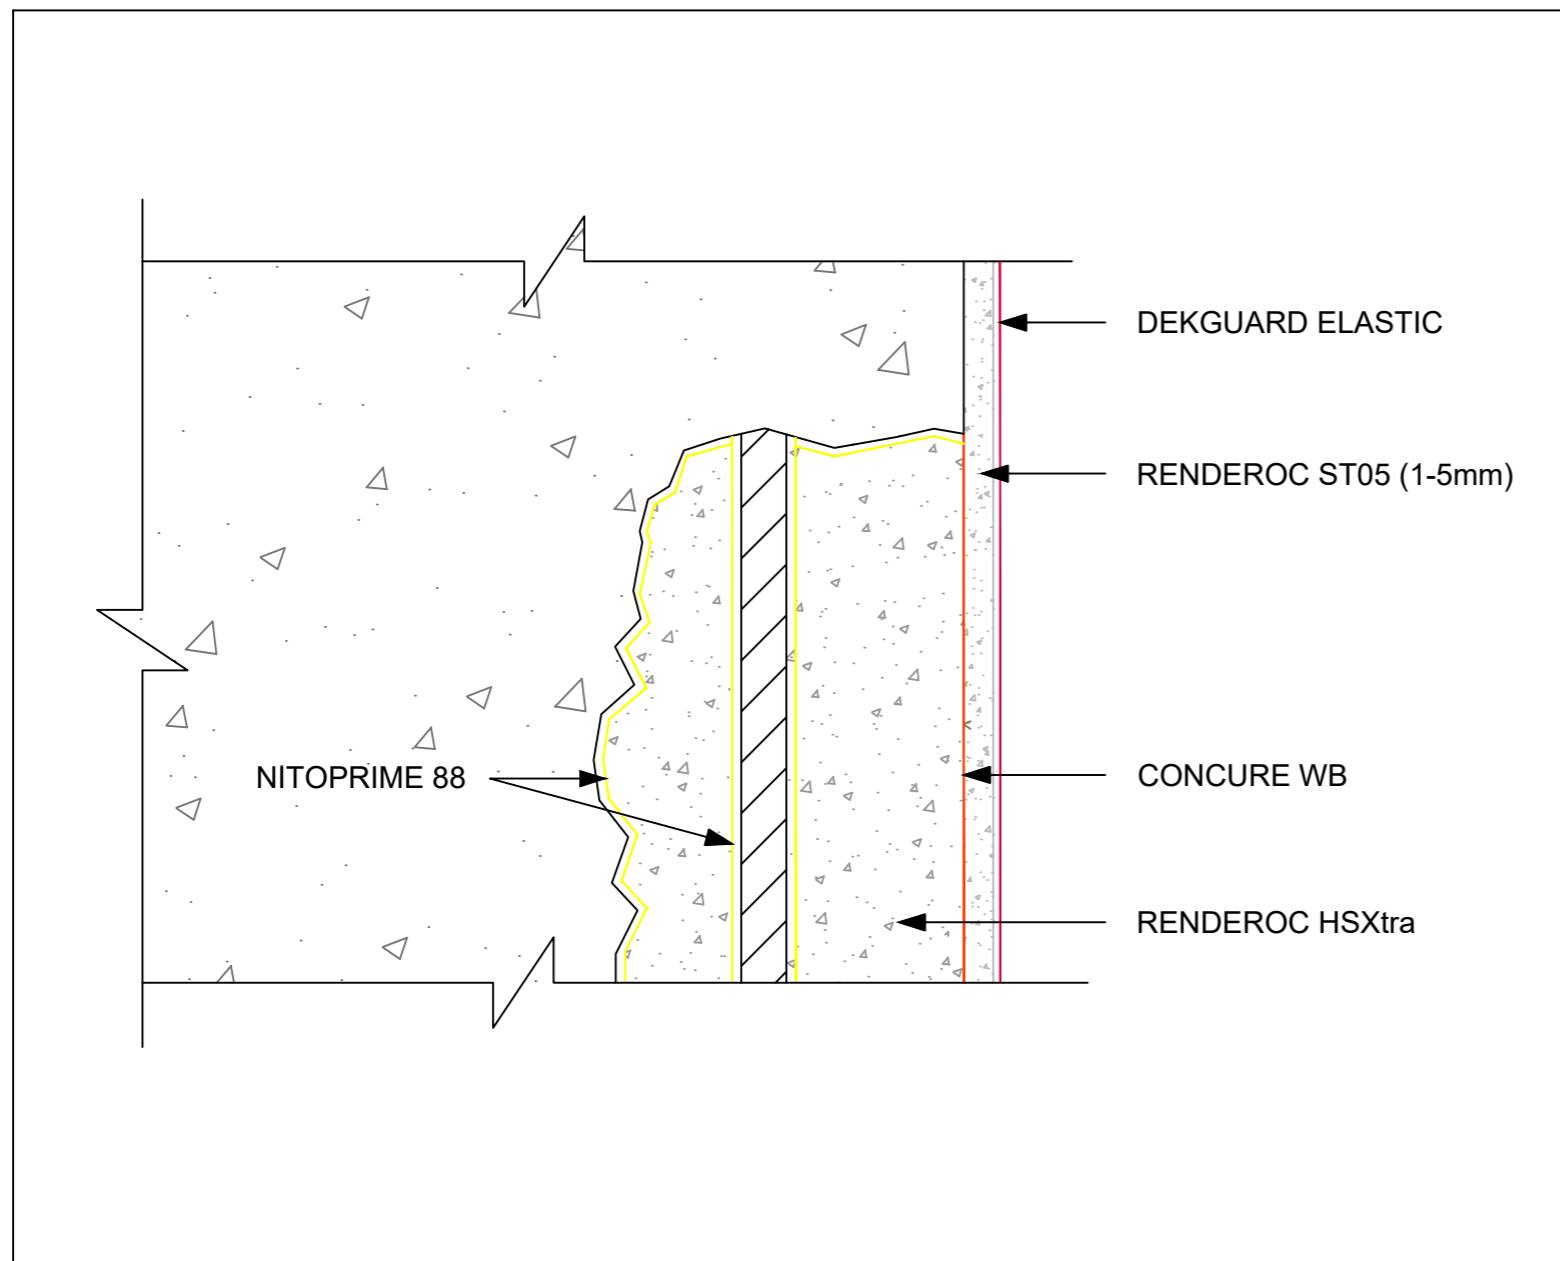 DEKGUARD ELASTIC
RENDEROC ST05 (1-5mm)
NITOPRIME 88
CONCURE WB
RENDEROC HSXtra